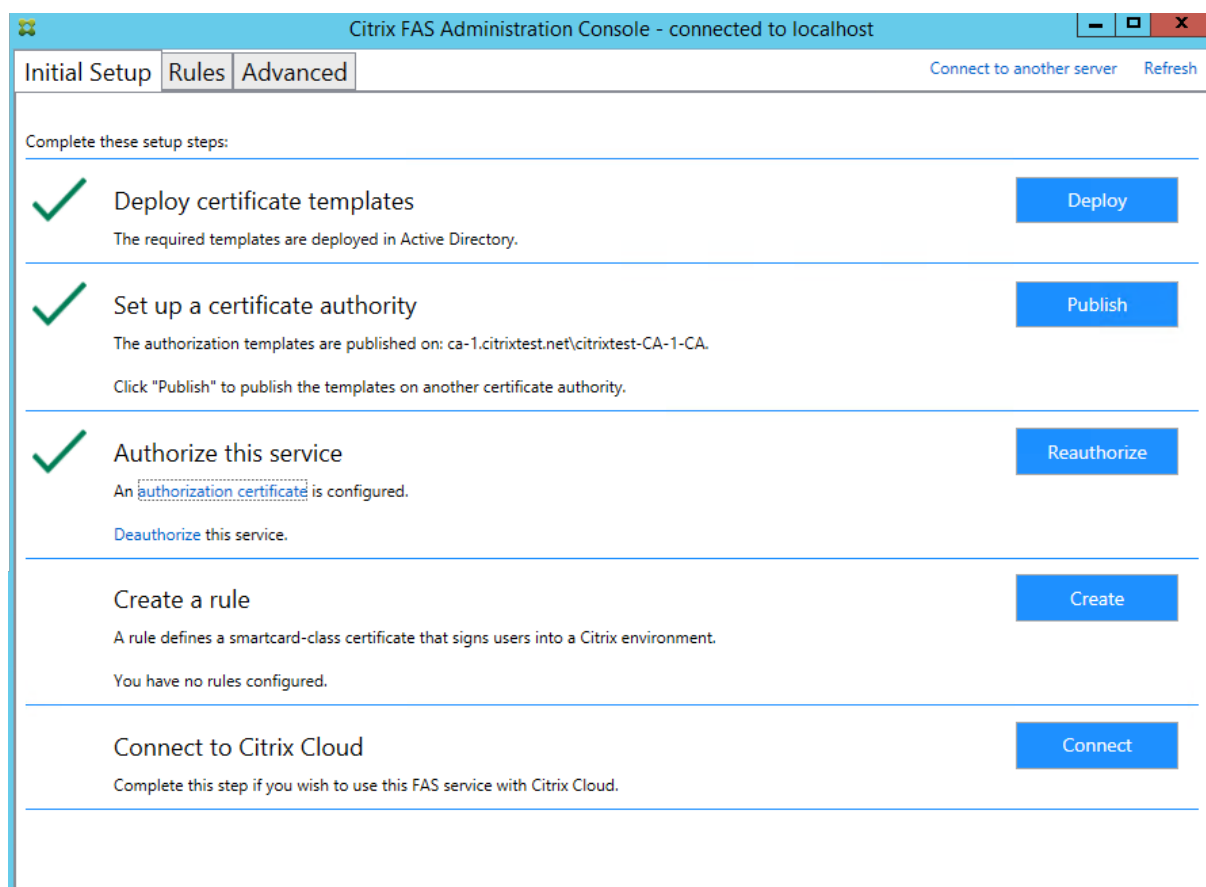 Citrix FAS Administration Console - connected to localhost
Initial Setup Rules Advanced Connect to another server Refresh
Complete these setup steps:
Deploy certificate templates
Deploy
The required templates are deployed in Active Directory.
Set up a certificate authority
Publish
The authorization templates are published on: ca-1.citrixtest.net\citrixtest-CA-1-CA.
Click "Publish" to publish the templates on another certificate authority.
Authorize this service
Reauthorize
An authorization certificate is configured.
Deauthorize this service.
Create a rule
Create
A rule defines a smartcard-class certificate that signs users into a Citrix environment.
You have no rules configured.
Connect to Citrix Cloud
Connect
Complete this step if you wish to use this FAS service with Citrix Cloud.